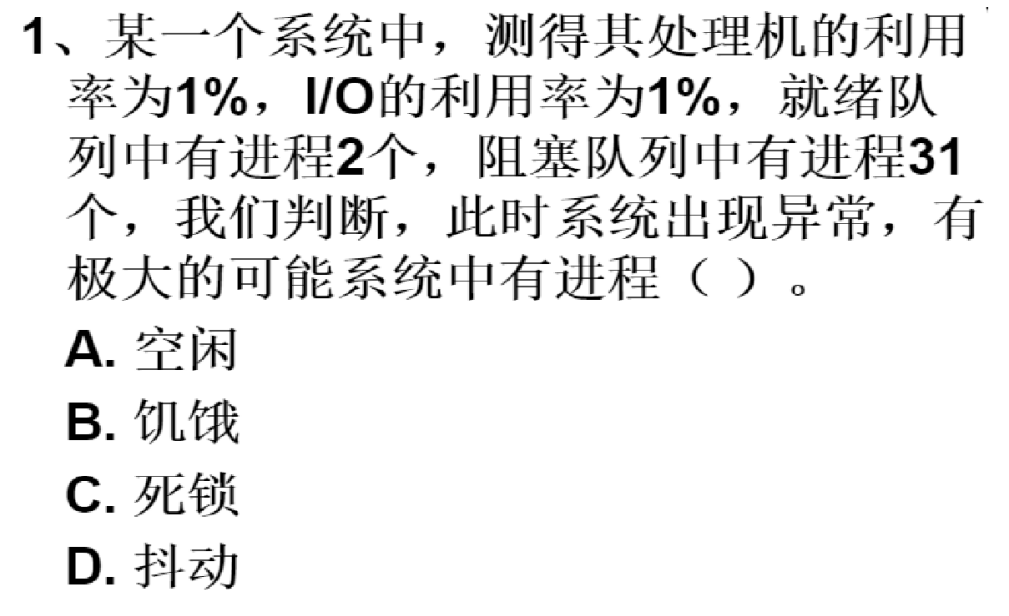 1、某一个系统中，测得其处理机的利用
率为1%，I/O的利用率为1%，就绪队
列中有进程2个，阻塞队列中有进程31
个，我们判断，此时系统出现异常，有
极大的可能系统中有进程（ ）。
A. 空闲
B. 饥饿
C. 死锁
D. 抖动